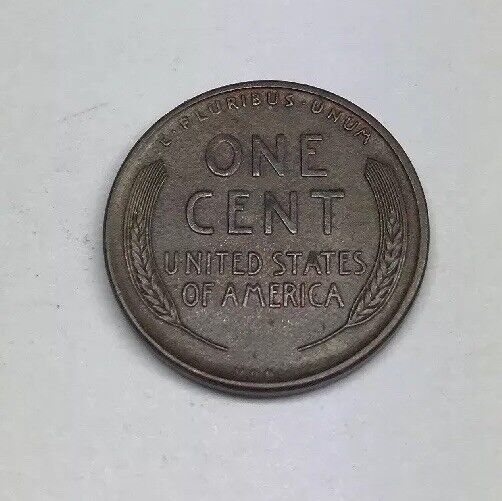 E·PLURIBUS·UNUM
ONE
CENT
UNITED STATES
OF AMERICA